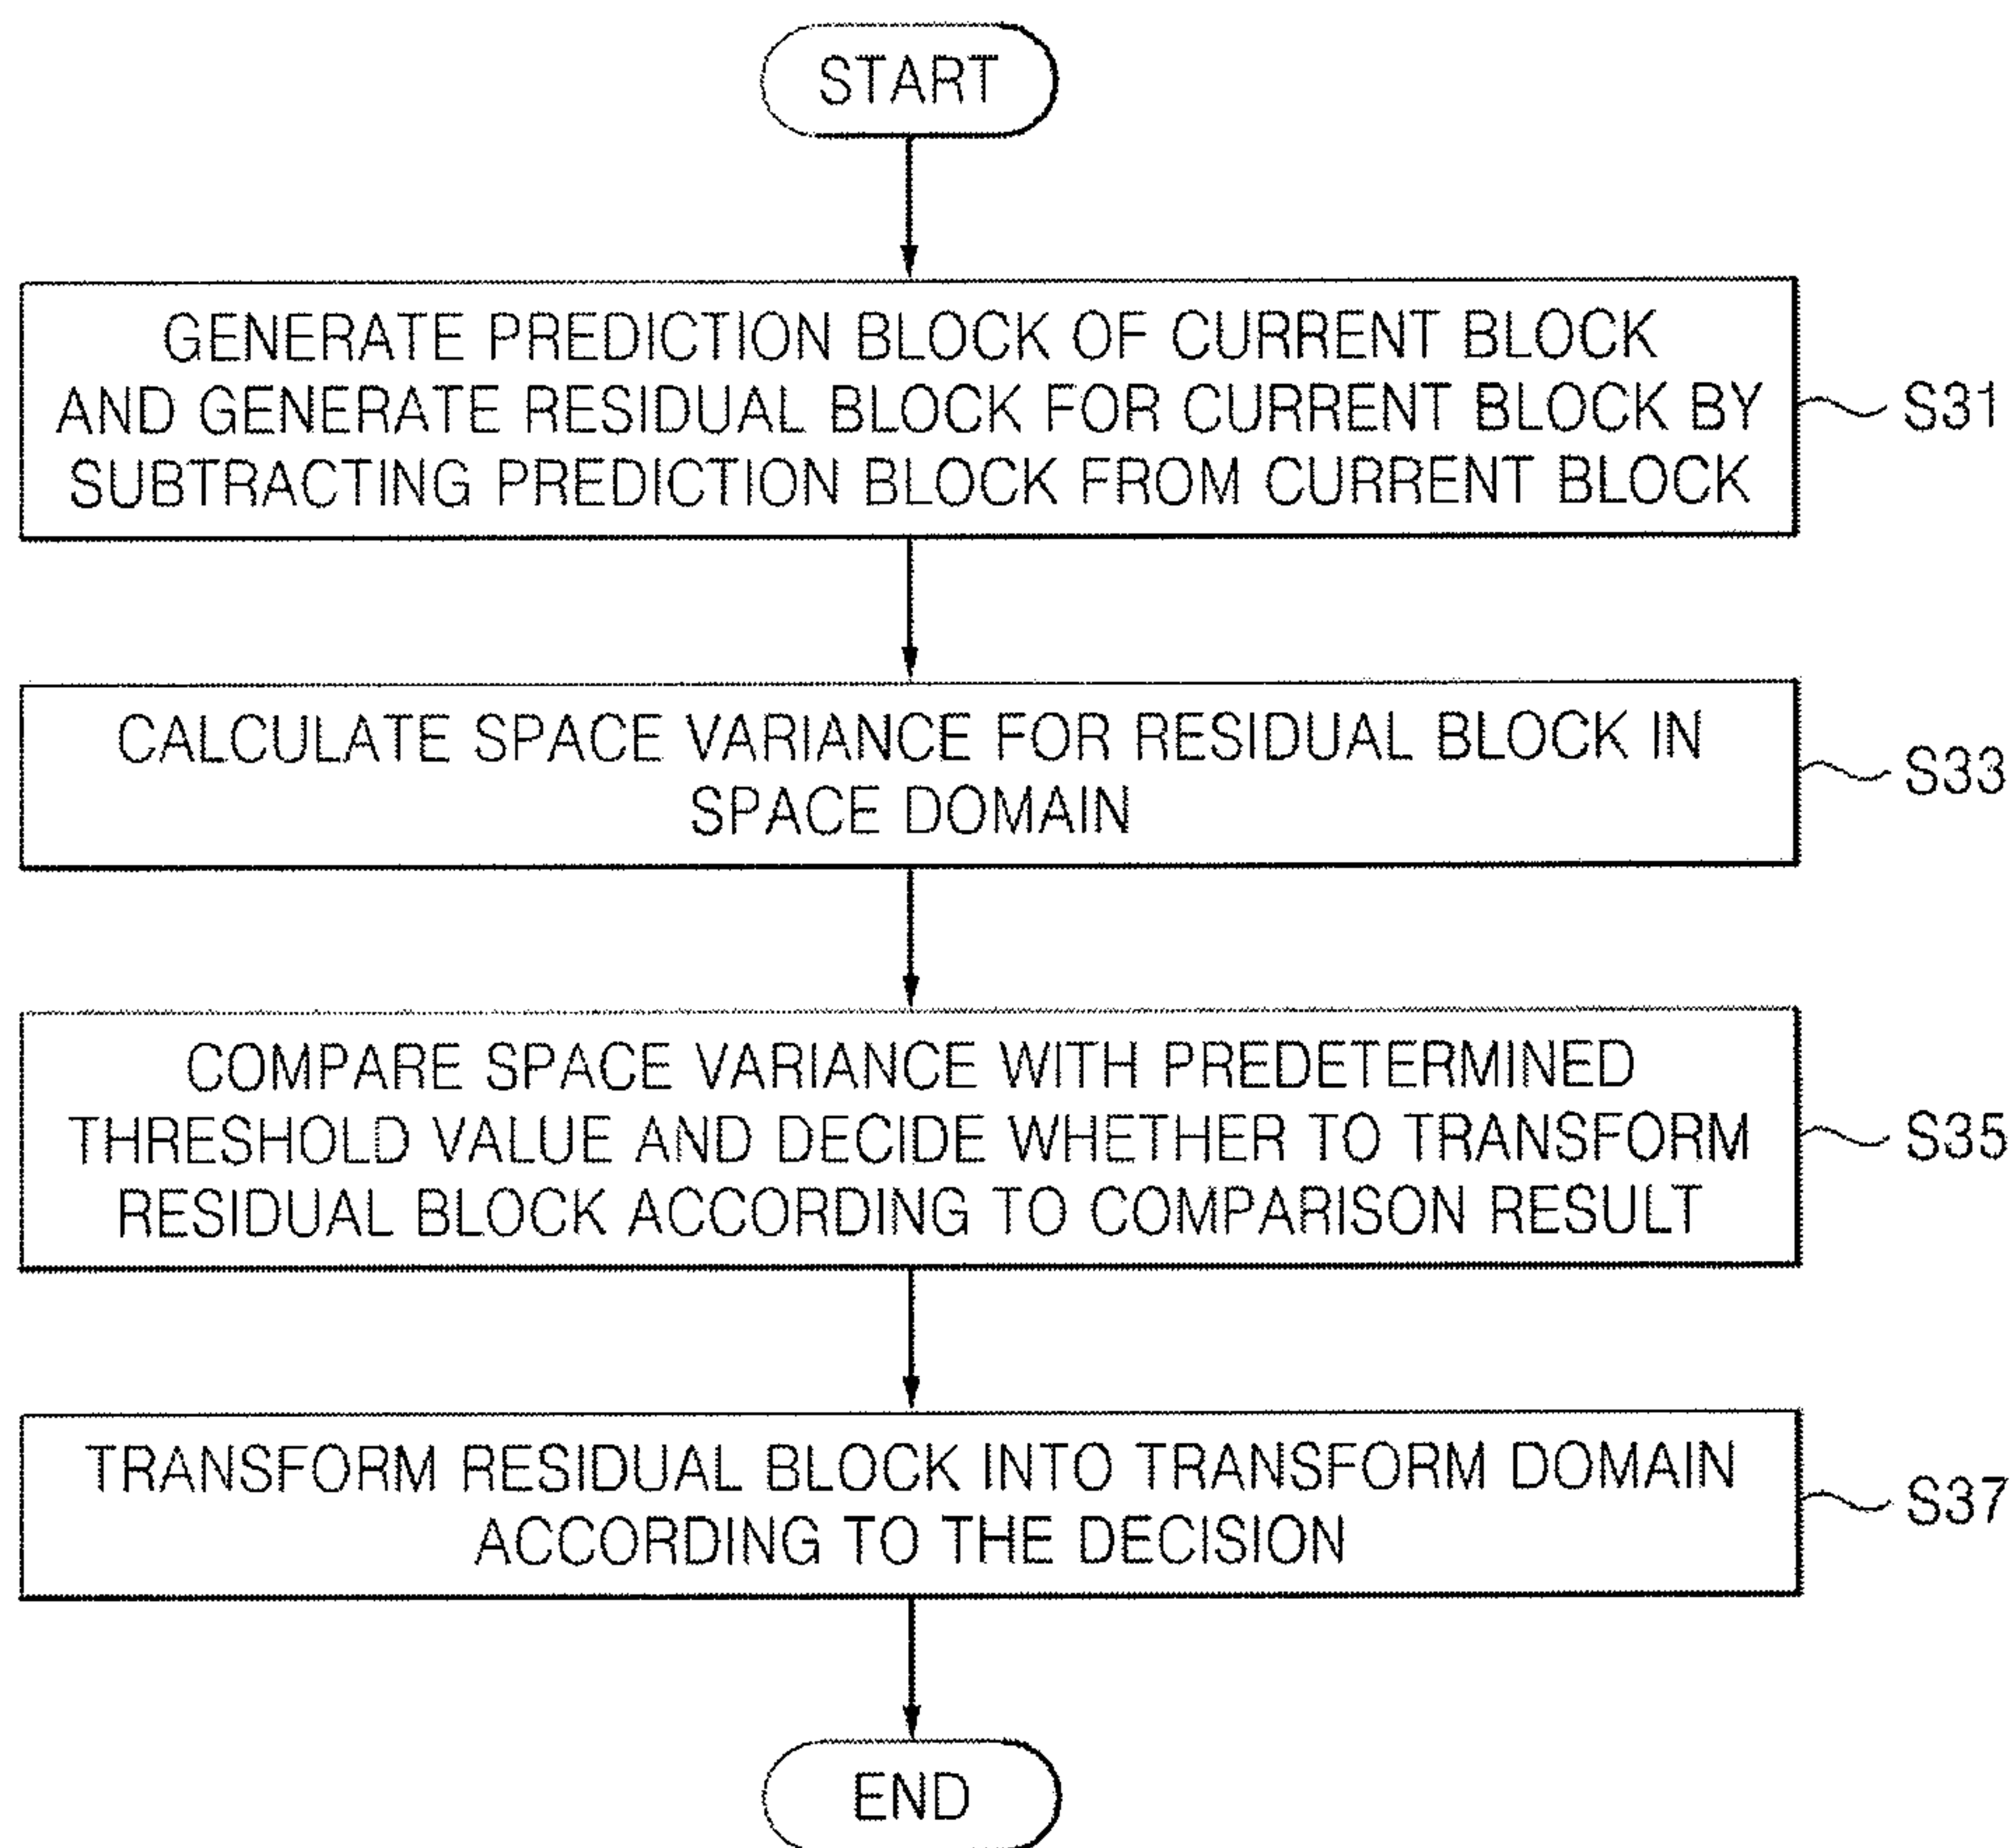 START
GENERATE PREDICTION BLOCK OF CURRENT BLOCK
AND GENERATE RESIDUAL BLOCK FOR CURRENT BLOCK BY
SUBTRACTING PREDICTION BLOCK FROM CURRENT BLOCK
S31
CALCULATE SPACE VARIANCE FOR RESIDUAL BLOCK IN
SPACE DOMAIN
S33
COMPARE SPACE VARIANCE WITH PREDETERMINED
THRESHOLD VALUE AND DECIDE WHETHER TO TRANSFORM
RESIDUAL BLOCK ACCORDING TO COMPARISON RESULT
S35
TRANSFORM RESIDUAL BLOCK INTO TRANSFORM DOMAIN
ACCORDING TO THE DECISION
S37
END